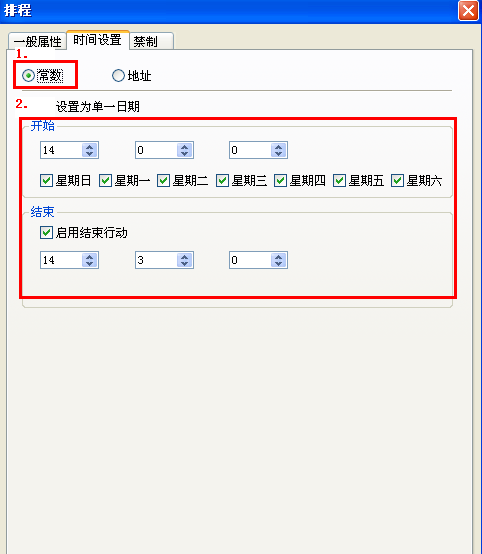 排程
一般属性 时间设置 禁制
1.
常数 地址
2. 设置为单一日期
开始
14 0 0
星期日 星期一 星期二 星期三 星期四 星期五 星期六
结束
启用结束行动
14 3 0